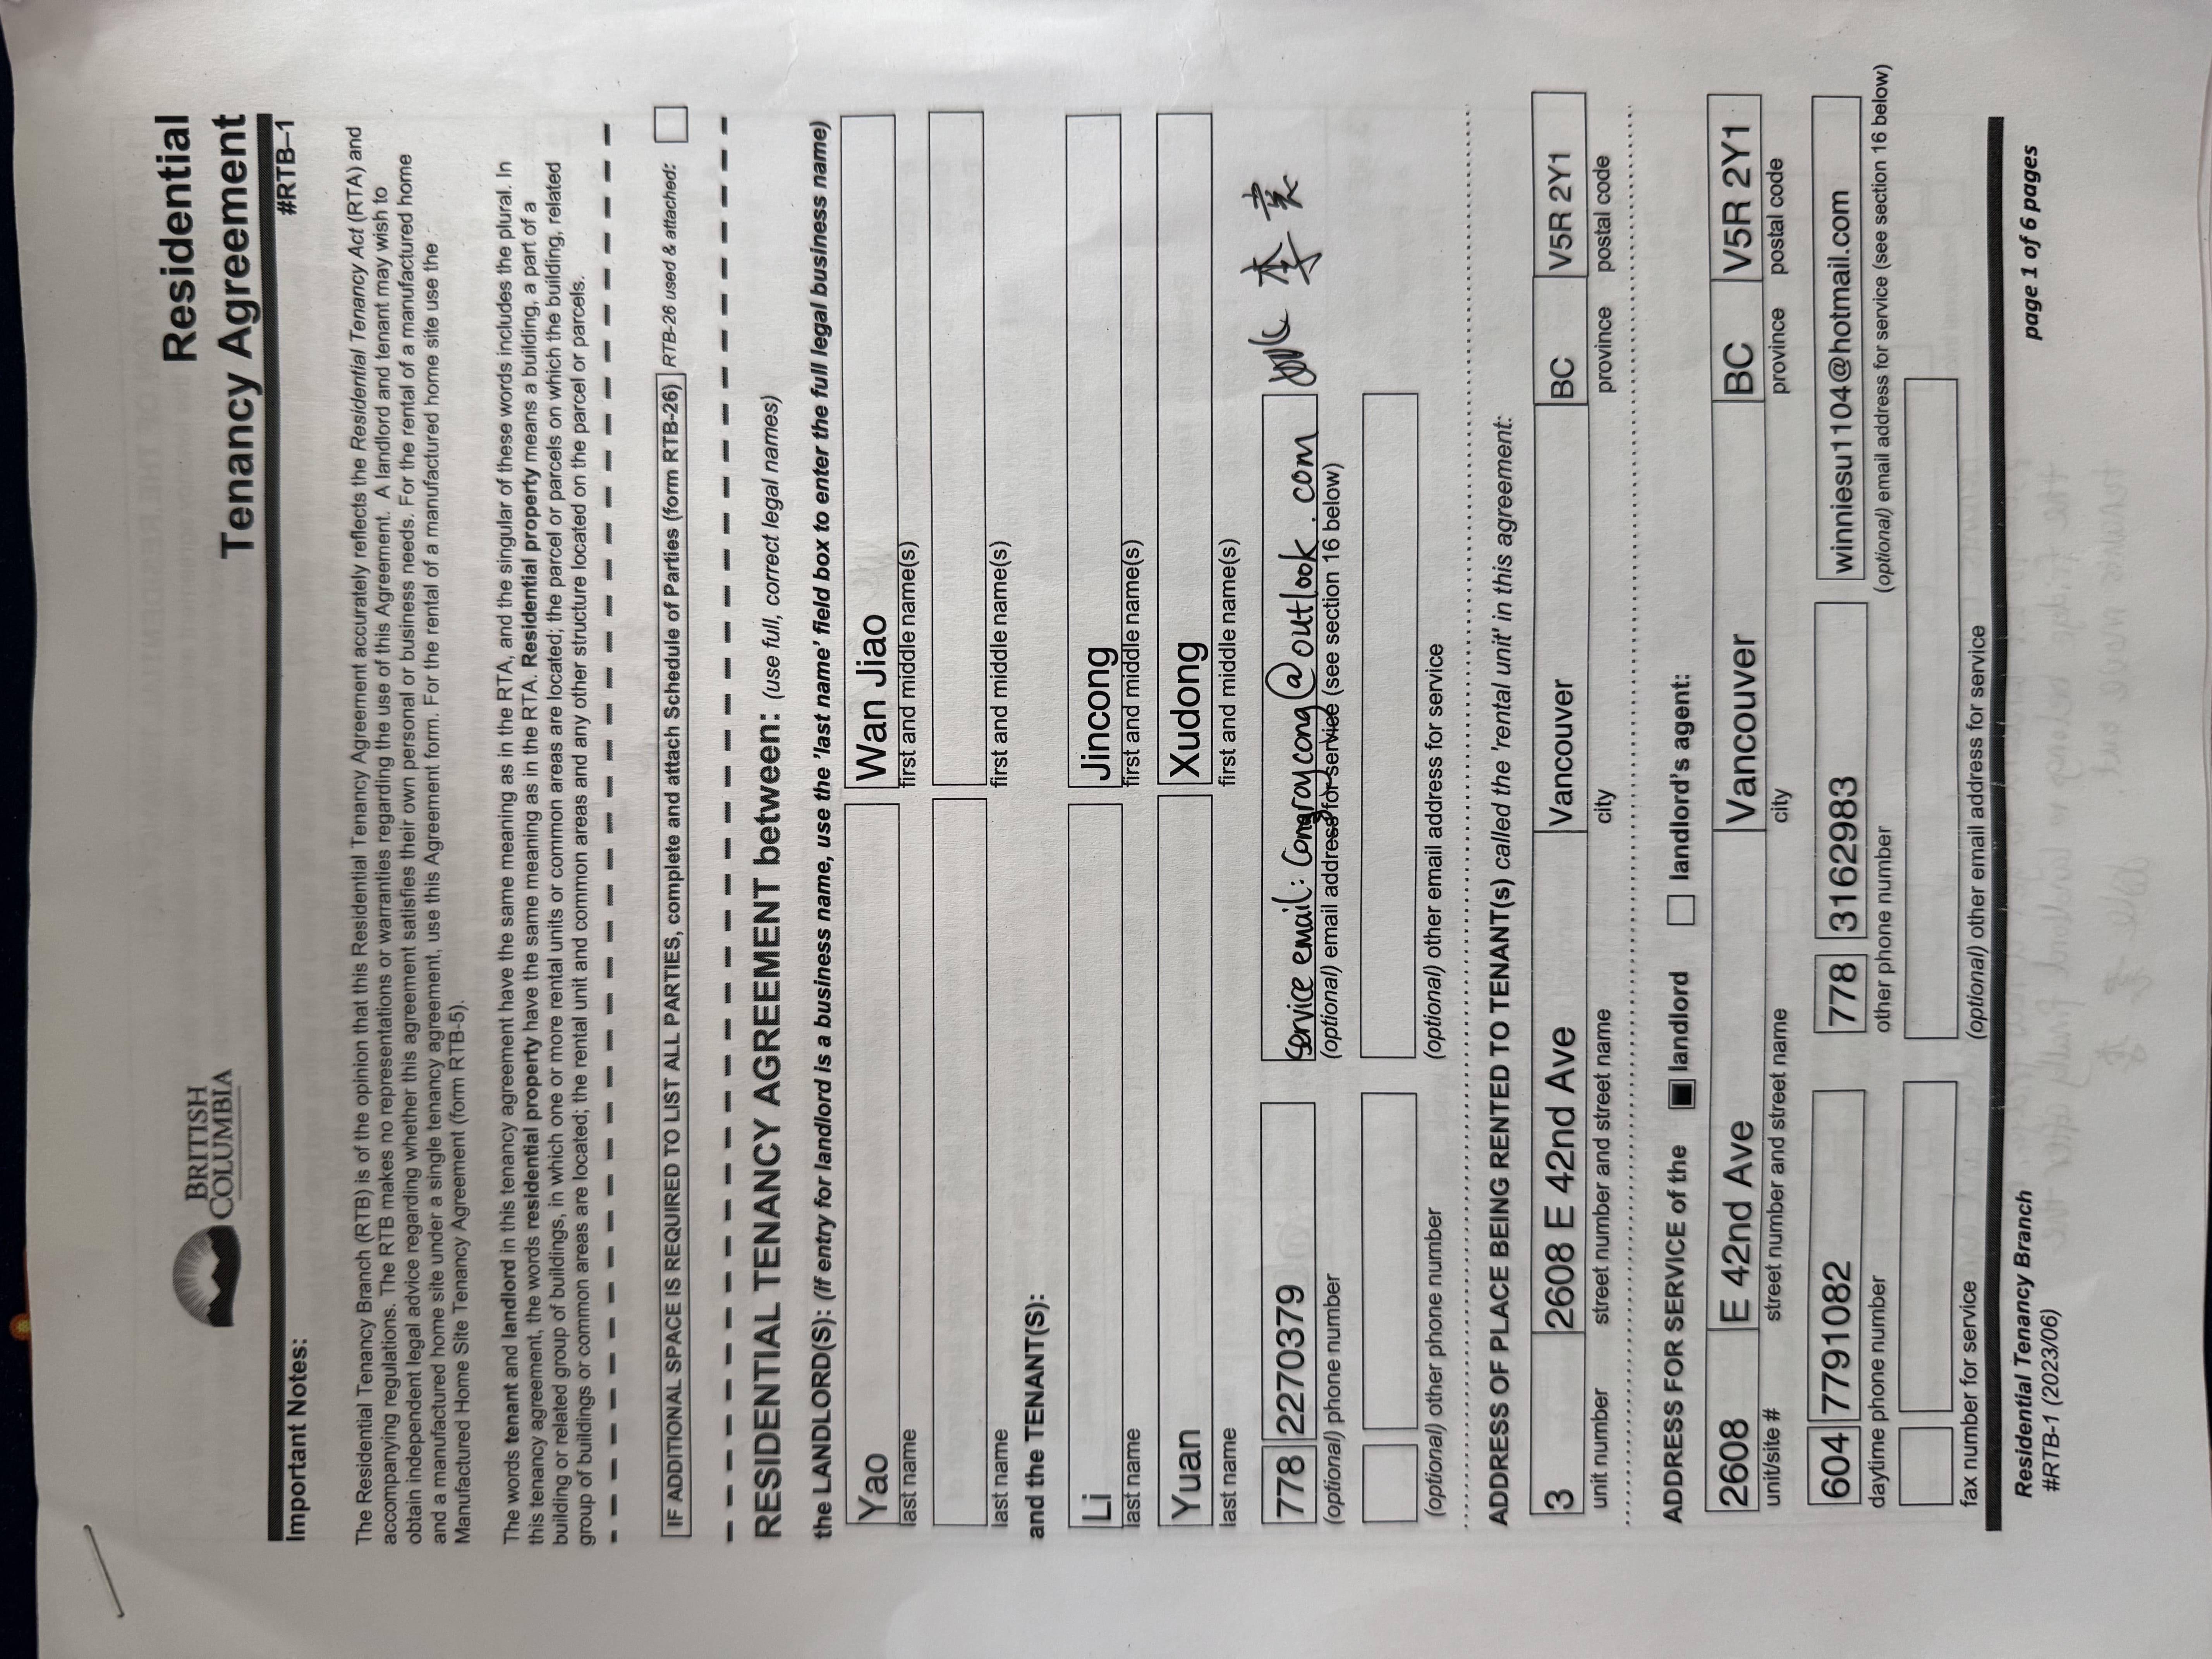 BRITISH
COLUMBIA
Residential
Tenancy Agreement
#RTB–1
Important Notes:
The Residential Tenancy Branch (RTB) is of the opinion that this Residential Tenancy Agreement accurately reflects the Residential Tenancy Act (RTA) and
accompanying regulations. The RTB makes no representations or warranties regarding the use of this Agreement. A landlord and tenant may wish to
obtain independent legal advice regarding whether this agreement satisfies their own personal or business needs. For the rental of a manufactured home
and a manufactured home site under a single tenancy agreement, use this Agreement form. For the rental of a manufactured home site use the
Manufactured Home Site Tenancy Agreement (form RTB-5).
The words tenant and landlord in this tenancy agreement have the same meaning as in the RTA, and the singular of these words includes the plural. In
this tenancy agreement, the words residential property have the same meaning as in the RTA. Residential property means a building, a part of a
building or related group of buildings, in which one or more rental units or common areas are located; the parcel or parcels on which the building, related
group of buildings or common areas are located; the rental unit and common areas and any other structure located on the parcel or parcels.
IF ADDITIONAL SPACE IS REQUIRED TO LIST ALL PARTIES, complete and attach Schedule of Parties (form RTB-26) RTB-26 used & attached:
RESIDENTIAL TENANCY AGREEMENT between: (use full, correct legal names)
the LANDLORD(S): (if entry for landlord is a business name, use the 'last name' field box to enter the full legal business name)
Yao Wan Jiao
last name first and middle name(s)
last name first and middle name(s)
and the TENANT(S):
Li Jincong
last name first and middle name(s)
Yuan Xudong
last name first and middle name(s)
778 2270379 service email: Congroycong@outlook.com 李 袁
(optional) phone number (optional) email address for service (see section 16 below)
(optional) other phone number (optional) other email address for service
ADDRESS OF PLACE BEING RENTED TO TENANT(s) called the 'rental unit' in this agreement:
3 2608 E 42nd Ave Vancouver BC V5R 2Y1
unit number street number and street name city province postal code
ADDRESS FOR SERVICE of the landlord landlord's agent:
2608 E 42nd Ave Vancouver BC V5R 2Y1
unit/site # street number and street name city province postal code
604 7791082 778 3162983 winniesu1104@hotmail.com
daytime phone number other phone number (optional) email address for service (see section 16 below)
fax number for service (optional) other email address for service
Residential Tenancy Branch
#RTB-1 (2023/06)
page 1 of 6 pages